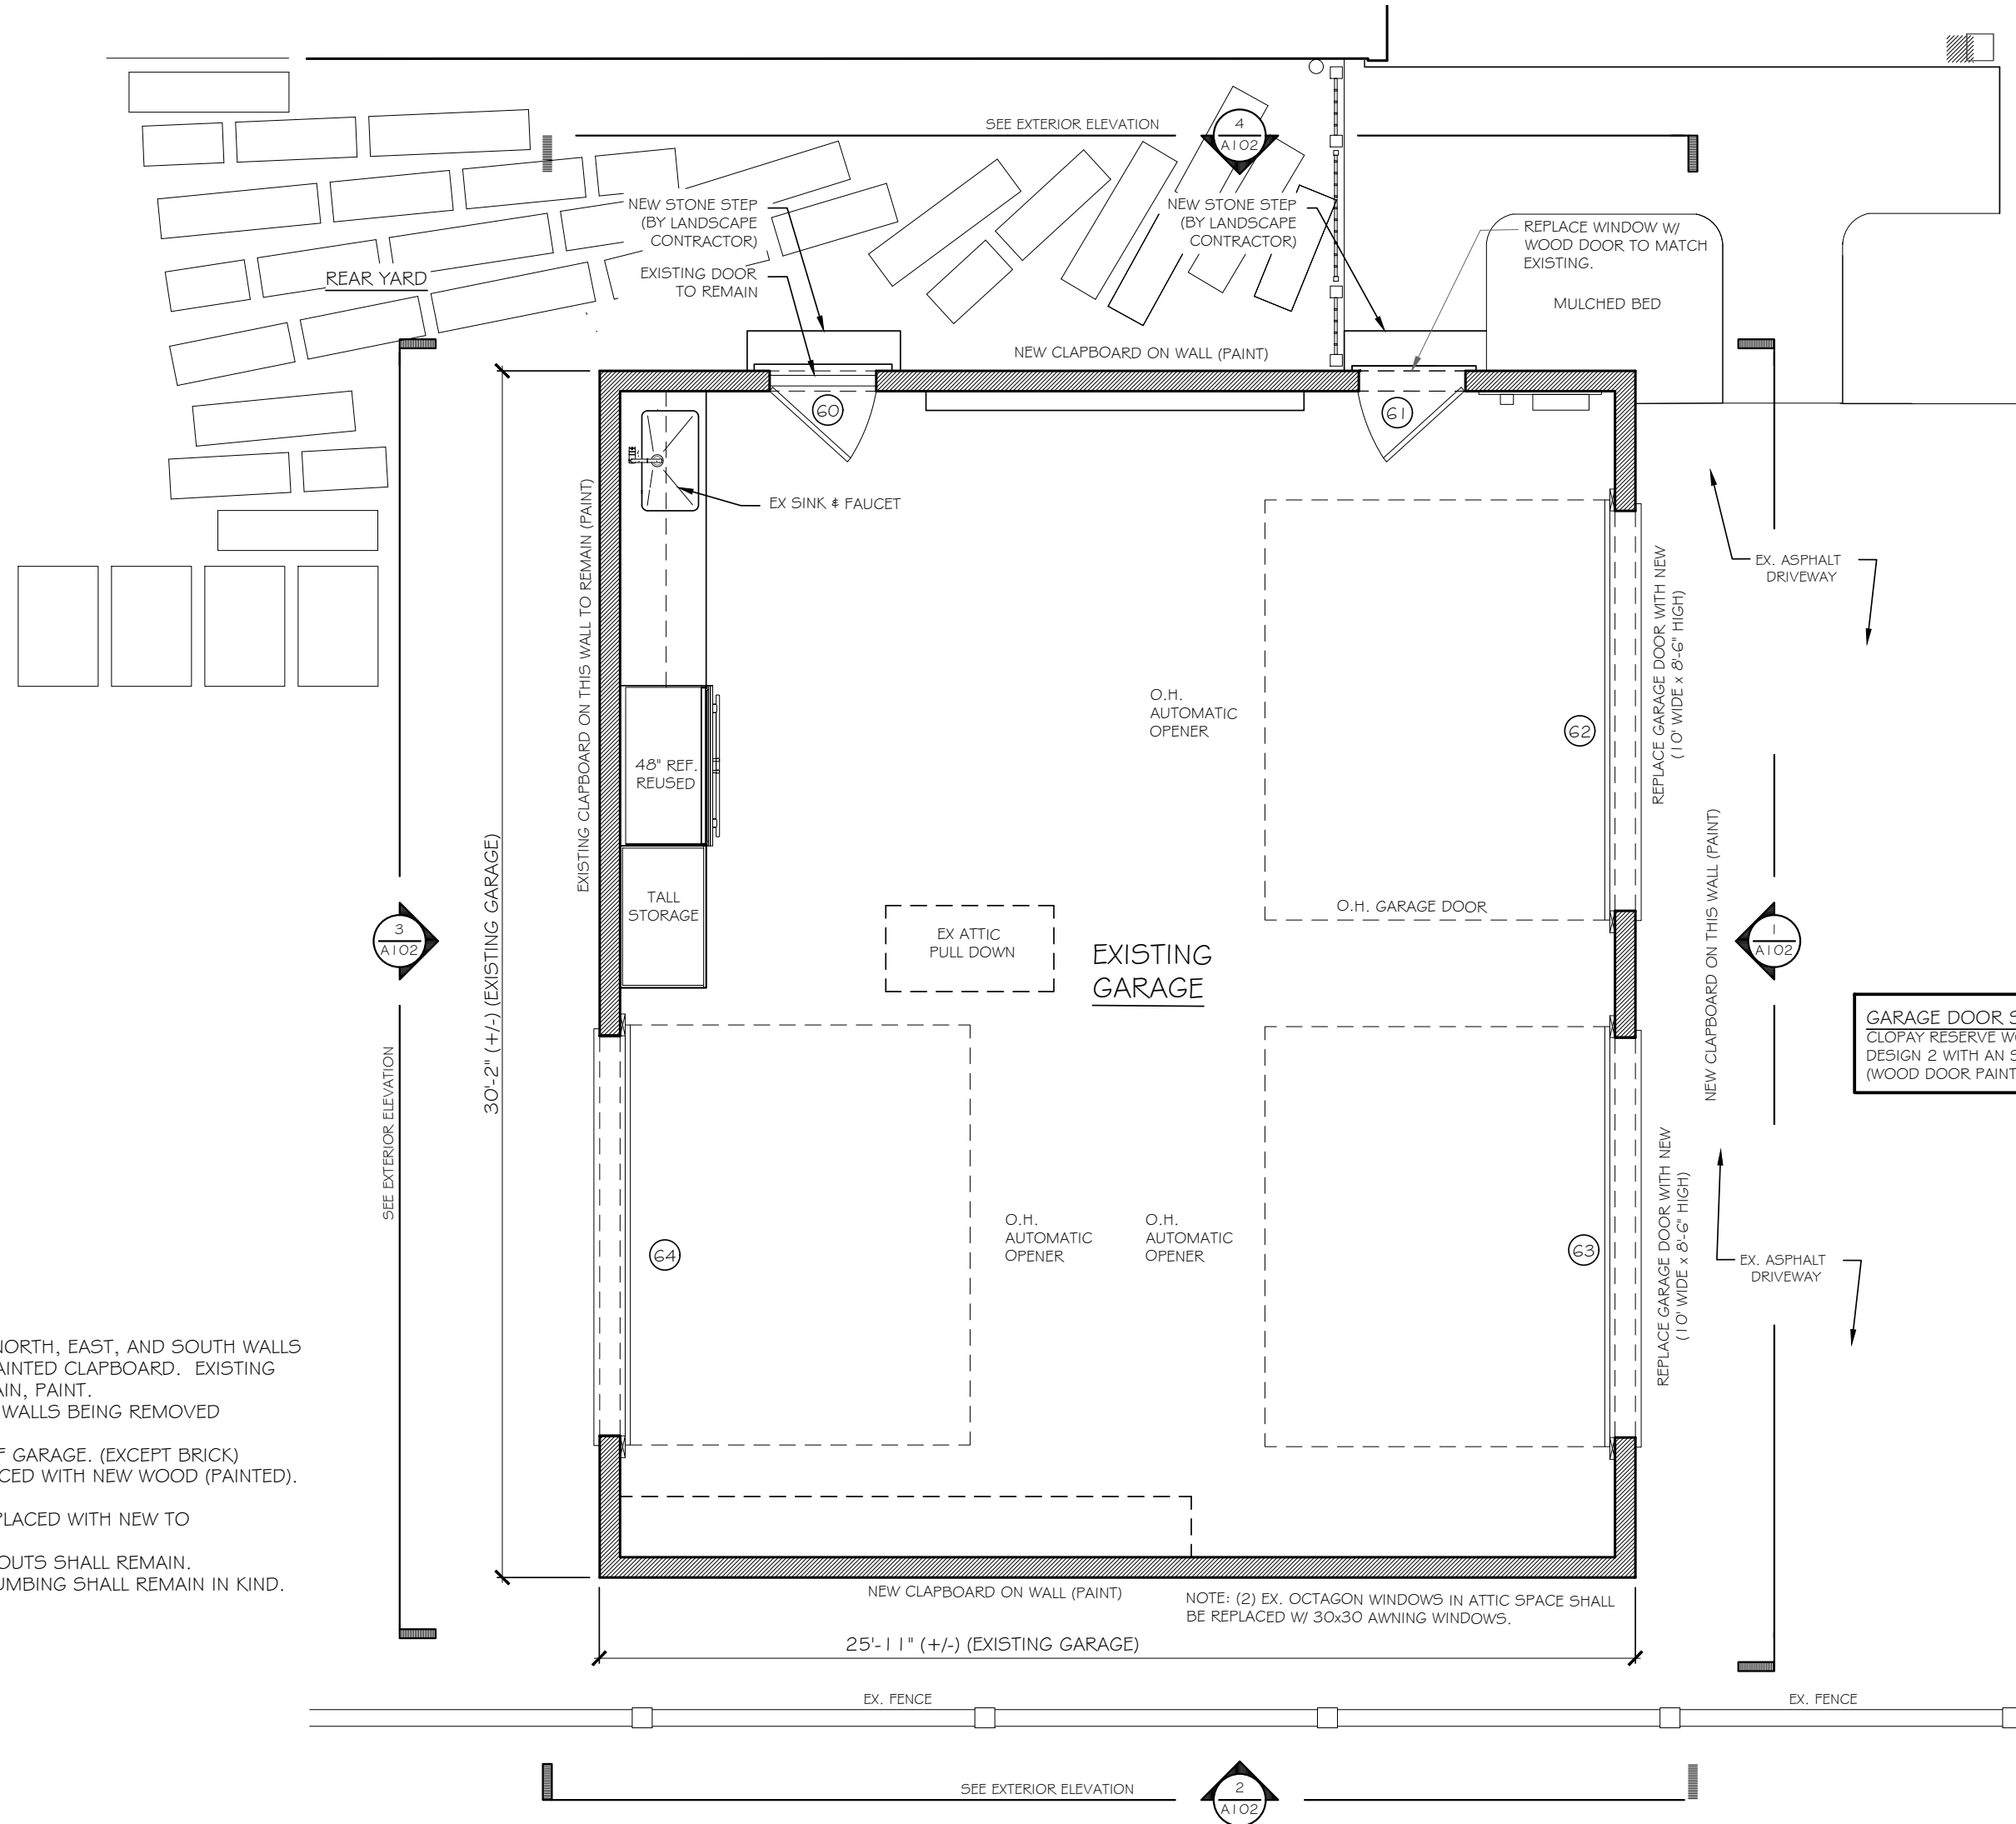 SEE EXTERIOR ELEVATION
4
A102
NEW STONE STEP
(BY LANDSCAPE
CONTRACTOR)
EXISTING DOOR
TO REMAIN
NEW STONE STEP
(BY LANDSCAPE
CONTRACTOR)
REPLACE WINDOW W/
WOOD DOOR TO MATCH
EXISTING.
MULCHED BED
REAR YARD
NEW CLAPBOARD ON WALL (PAINT)
60
61
EX SINK & FAUCET
EXISTING CLAPBOARD ON THIS WALL TO REMAIN (PAINT)
EX. ASPHALT
DRIVEWAY
REPLACE GARAGE DOOR WITH NEW
(10' WIDE x 8'-6" HIGH)
O.H.
AUTOMATIC
OPENER
62
48" REF.
REUSED
TALL
STORAGE
O.H. GARAGE DOOR
EX ATTIC
PULL DOWN
EXISTING
GARAGE
3
A102
1
A102
30'-2" (+/-) (EXISTING GARAGE)
NEW CLAPBOARD ON THIS WALL (PAINT)
GARAGE DOOR S
CLOPAY RESERVE WO
DESIGN 2 WITH AN S
(WOOD DOOR PAINT
SEE EXTERIOR ELEVATION
O.H.
AUTOMATIC
OPENER
O.H.
AUTOMATIC
OPENER
64
63
REPLACE GARAGE DOOR WITH NEW
(10' WIDE x 8'-6" HIGH)
EX. ASPHALT
DRIVEWAY
NORTH, EAST, AND SOUTH WALLS
AINTED CLAPBOARD. EXISTING
AIN, PAINT.
WALLS BEING REMOVED
F GARAGE. (EXCEPT BRICK)
CED WITH NEW WOOD (PAINTED).
PLACED WITH NEW TO
OUTS SHALL REMAIN.
UMBING SHALL REMAIN IN KIND.
NEW CLAPBOARD ON WALL (PAINT)
NOTE: (2) EX. OCTAGON WINDOWS IN ATTIC SPACE SHALL
BE REPLACED W/ 30x30 AWNING WINDOWS.
25'-11" (+/-) (EXISTING GARAGE)
EX. FENCE
EX. FENCE
SEE EXTERIOR ELEVATION
2
A102